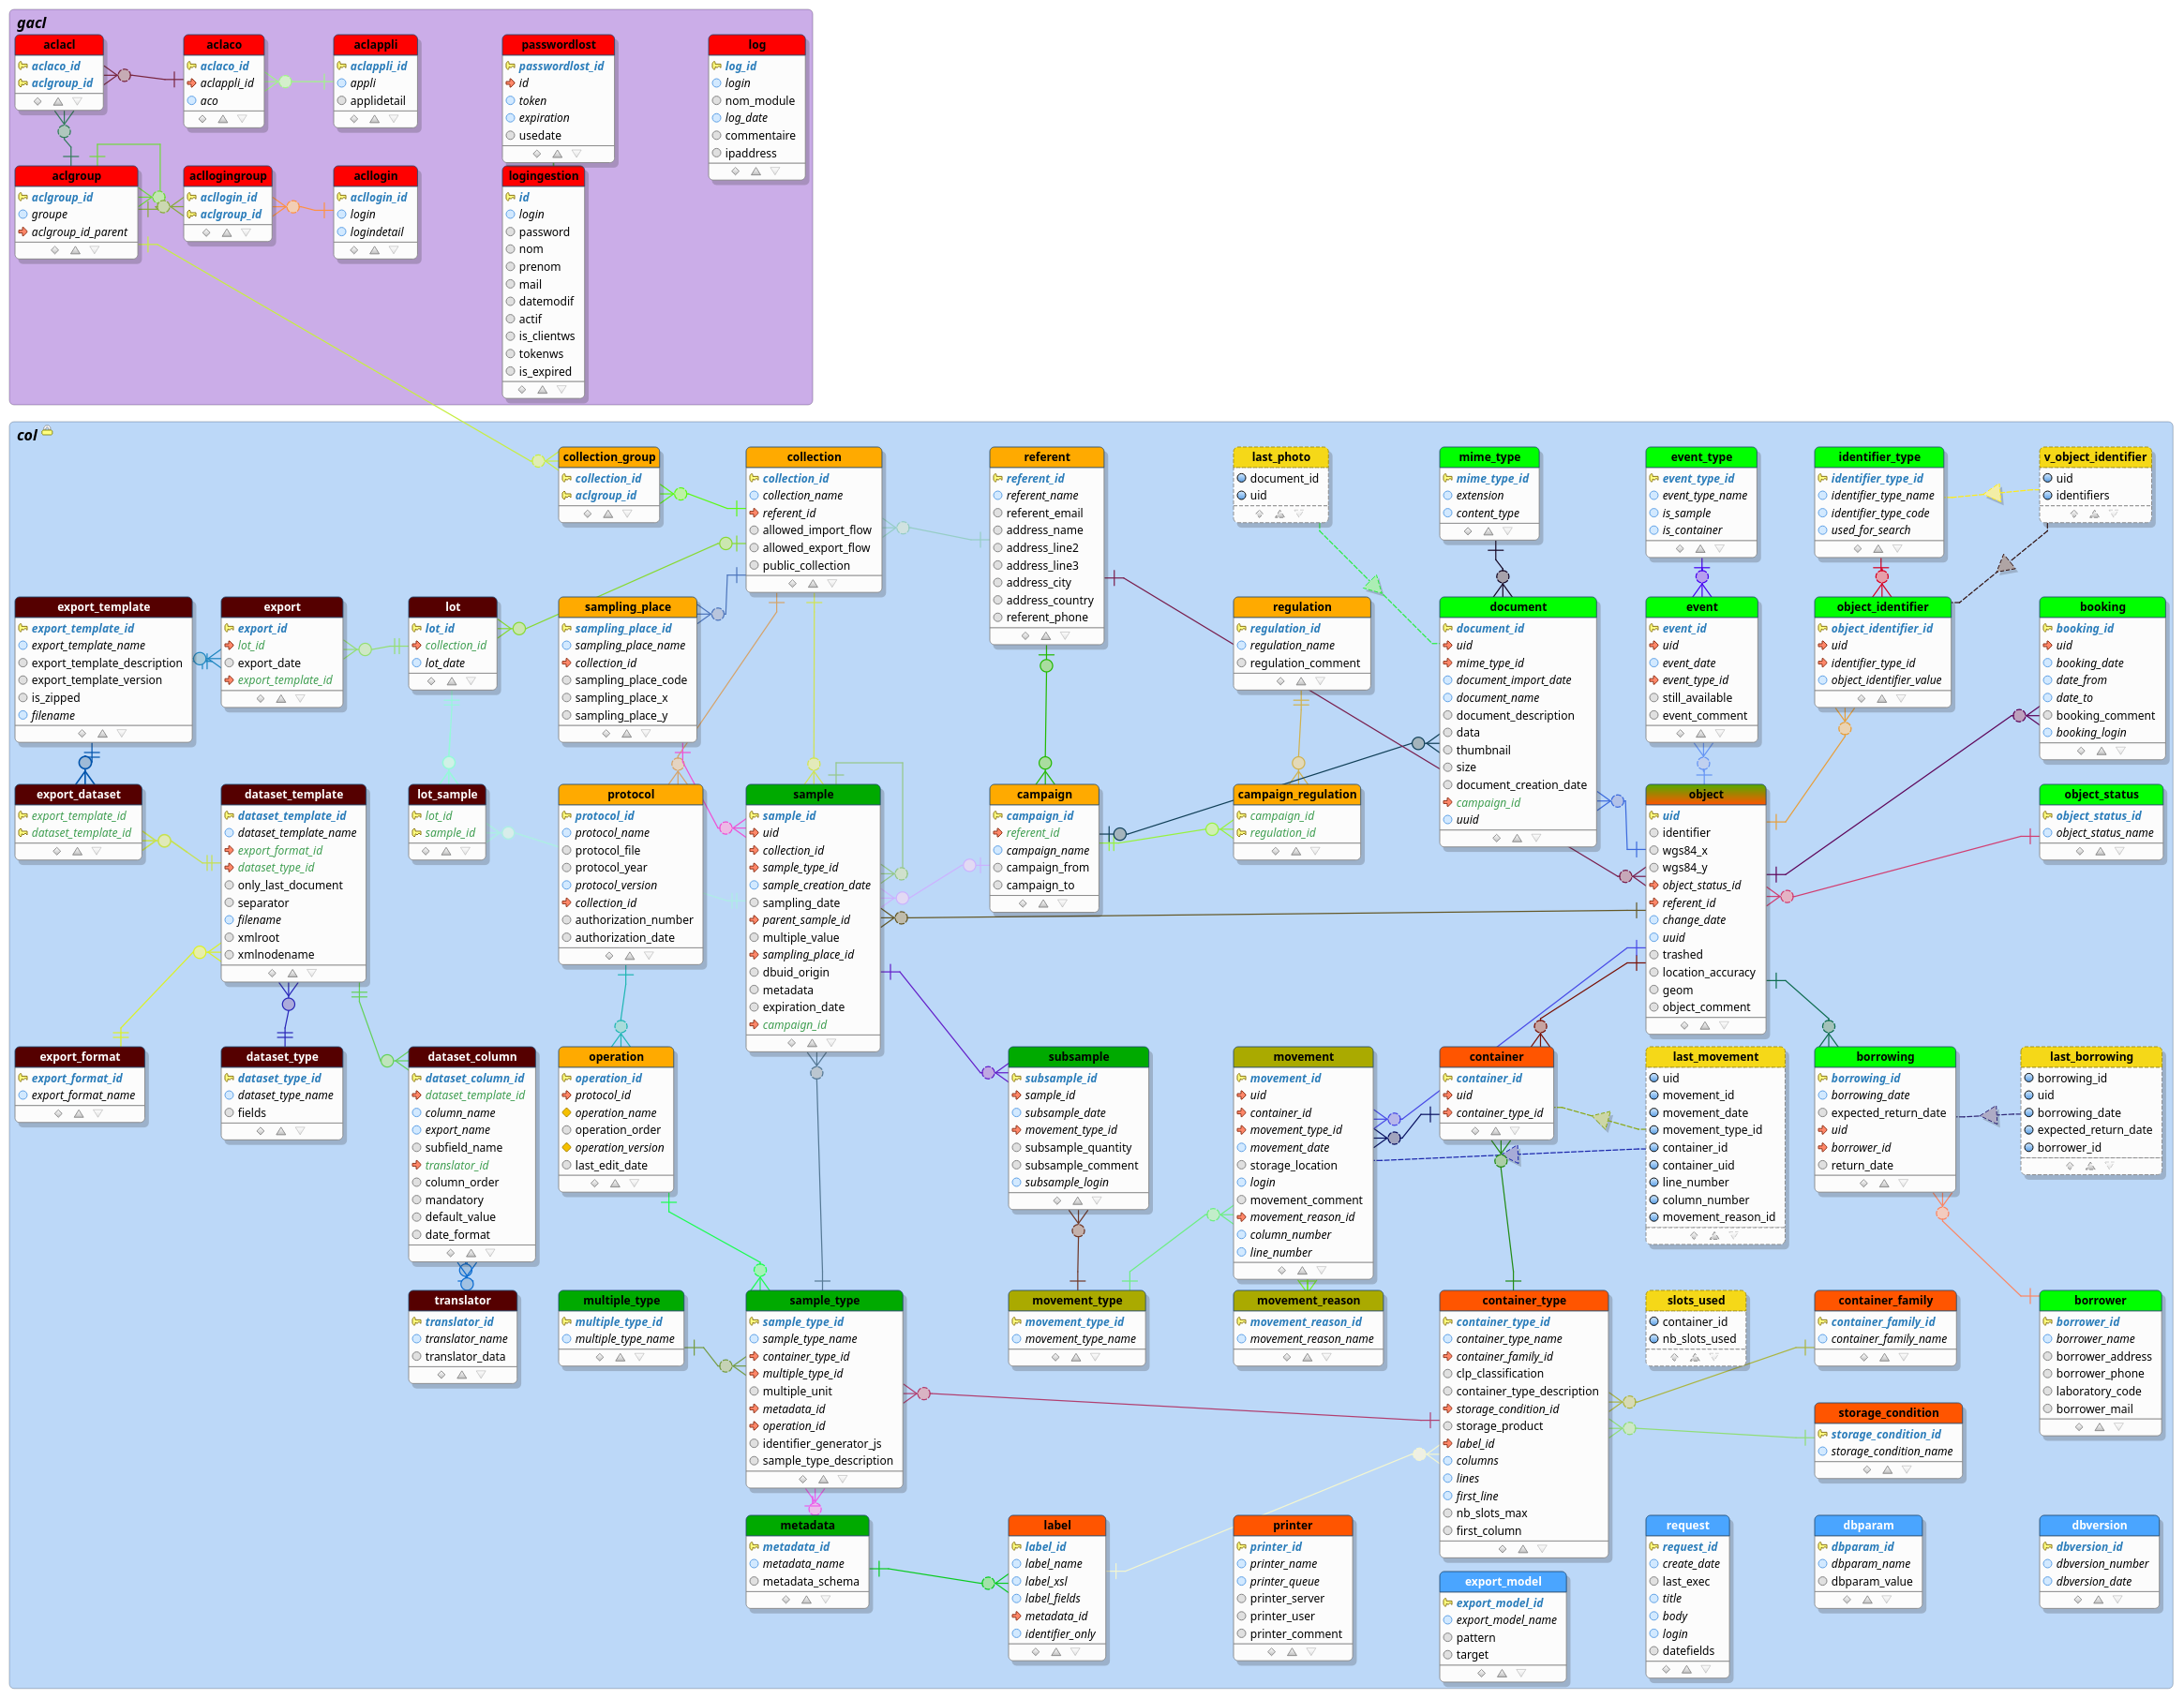 gacl
aclacl
aclaco_id
aclgroup_id
aclaco
aclaco_id
aclappli_id
aco
aclappli
aclappli_id
appli
applidetail
passwordlost
passwordlost_id
id
token
expiration
usedate
log
log_id
login
nom_module
log_date
commentaire
ipaddress
aclgroup
aclgroup_id
groupe
aclgroup_id_parent
acllogingroup
acllogin_id
aclgroup_id
acllogin
acllogin_id
login
logindetail
logingestion
id
login
password
nom
prenom
mail
datemodif
actif
is_clientws
tokenws
is_expired
col
collection_group
collection_id
aclgroup_id
collection
collection_id
collection_name
referent_id
allowed_import_flow
allowed_export_flow
public_collection
referent
referent_id
referent_name
referent_email
address_name
address_line2
address_line3
address_city
address_country
referent_phone
last_photo
document_id
uid
mime_type
mime_type_id
extension
content_type
event_type
event_type_id
event_type_name
is_sample
is_container
identifier_type
identifier_type_id
identifier_type_name
identifier_type_code
used_for_search
v_object_identifier
uid
identifiers
export_template
export_template_id
export_template_name
export_template_description
export_template_version
is_zipped
filename
export
export_id
lot_id
export_date
export_template_id
lot
lot_id
collection_id
lot_date
sampling_place
sampling_place_id
sampling_place_name
collection_id
sampling_place_code
sampling_place_x
sampling_place_y
regulation
regulation_id
regulation_name
regulation_comment
document
document_id
uid
mime_type_id
document_import_date
document_name
document_description
data
thumbnail
size
document_creation_date
campaign_id
uuid
event
event_id
uid
event_date
event_type_id
still_available
event_comment
object_identifier
object_identifier_id
uid
identifier_type_id
object_identifier_value
booking
booking_id
uid
booking_date
date_from
date_to
booking_comment
booking_login
export_dataset
export_template_id
dataset_template_id
dataset_template
dataset_template_id
dataset_template_name
export_format_id
dataset_type_id
only_last_document
separator
filename
xmlroot
xmlnodename
lot_sample
lot_id
sample_id
protocol
protocol_id
protocol_name
protocol_file
protocol_year
protocol_version
collection_id
authorization_number
authorization_date
sample
sample_id
uid
collection_id
sample_type_id
sample_creation_date
sampling_date
parent_sample_id
multiple_value
sampling_place_id
dbuid_origin
metadata
expiration_date
campaign_id
campaign
campaign_id
referent_id
campaign_name
campaign_from
campaign_to
campaign_regulation
campaign_id
regulation_id
object
uid
identifier
wgs84_x
wgs84_y
object_status_id
referent_id
change_date
uuid
trashed
location_accuracy
geom
object_comment
object_status
object_status_id
object_status_name
export_format
export_format_id
export_format_name
dataset_type
dataset_type_id
dataset_type_name
fields
dataset_column
dataset_column_id
dataset_template_id
column_name
export_name
subfield_name
translator_id
column_order
mandatory
default_value
date_format
operation
operation_id
protocol_id
operation_name
operation_order
operation_version
last_edit_date
subsample
subsample_id
sample_id
subsample_date
movement_type_id
subsample_quantity
subsample_comment
subsample_login
movement
movement_id
uid
container_id
movement_type_id
movement_date
storage_location
login
movement_comment
movement_reason_id
column_number
line_number
container
container_id
uid
container_type_id
last_movement
uid
movement_id
movement_date
movement_type_id
container_id
container_uid
line_number
column_number
movement_reason_id
borrowing
borrowing_id
borrowing_date
expected_return_date
uid
borrower_id
return_date
last_borrowing
borrowing_id
uid
borrowing_date
expected_return_date
borrower_id
translator
translator_id
translator_name
translator_data
multiple_type
multiple_type_id
multiple_type_name
sample_type
sample_type_id
sample_type_name
container_type_id
multiple_type_id
multiple_unit
metadata_id
operation_id
identifier_generator_js
sample_type_description
movement_type
movement_type_id
movement_type_name
movement_reason
movement_reason_id
movement_reason_name
container_type
container_type_id
container_type_name
container_family_id
clp_classification
container_type_description
storage_condition_id
storage_product
label_id
columns
lines
first_line
nb_slots_max
first_column
slots_used
container_id
nb_slots_used
container_family
container_family_id
container_family_name
borrower
borrower_id
borrower_name
borrower_address
borrower_phone
laboratory_code
borrower_mail
storage_condition
storage_condition_id
storage_condition_name
metadata
metadata_id
metadata_name
metadata_schema
label
label_id
label_name
label_xsl
label_fields
metadata_id
identifier_only
printer
printer_id
printer_name
printer_queue
printer_server
printer_user
printer_comment
export_model
export_model_id
export_model_name
pattern
target
request
request_id
create_date
last_exec
title
body
login
datefields
dbparam
dbparam_id
dbparam_name
dbparam_value
dbversion
dbversion_id
dbversion_number
dbversion_date